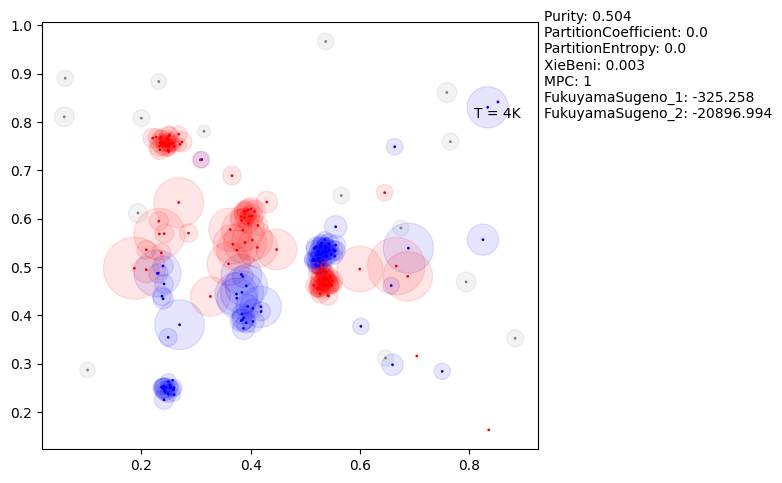 Purity: 0.504
PartitionCoefficient: 0.0
PartitionEntropy: 0.0
XieBeni: 0.003
MPC: 1
FukuyamaSugeno_1: -325.258
FukuyamaSugeno_2: -20896.994
T = 4K
1.0
0.9
0.8
0.7
0.6
0.5
0.4
0.3
0.2
0.2 0.4 0.6 0.8